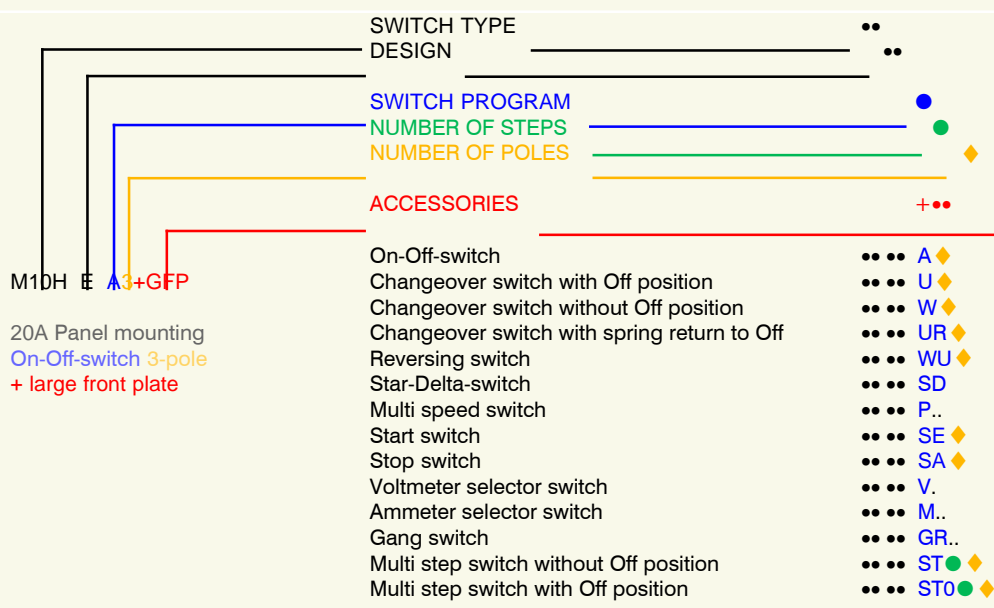 SWITCH TYPE ••
DESIGN ••
SWITCH PROGRAM ●
NUMBER OF STEPS ●
NUMBER OF POLES ♦
ACCESSORIES +••
M10H E A3+GFP
20A Panel mounting
On-Off-switch 3-pole
+ large front plate
On-Off-switch •• •• A♦
Changeover switch with Off position •• •• U♦
Changeover switch without Off position •• •• W♦
Changeover switch with spring return to Off •• •• UR♦
Reversing switch •• •• WU♦
Star-Delta-switch •• •• SD
Multi speed switch •• •• P..
Start switch •• •• SE♦
Stop switch •• •• SA♦
Voltmeter selector switch •• •• V.
Ammeter selector switch •• •• M..
Gang switch •• •• GR..
Multi step switch without Off position •• •• ST● ♦
Multi step switch with Off position •• •• ST0● ♦